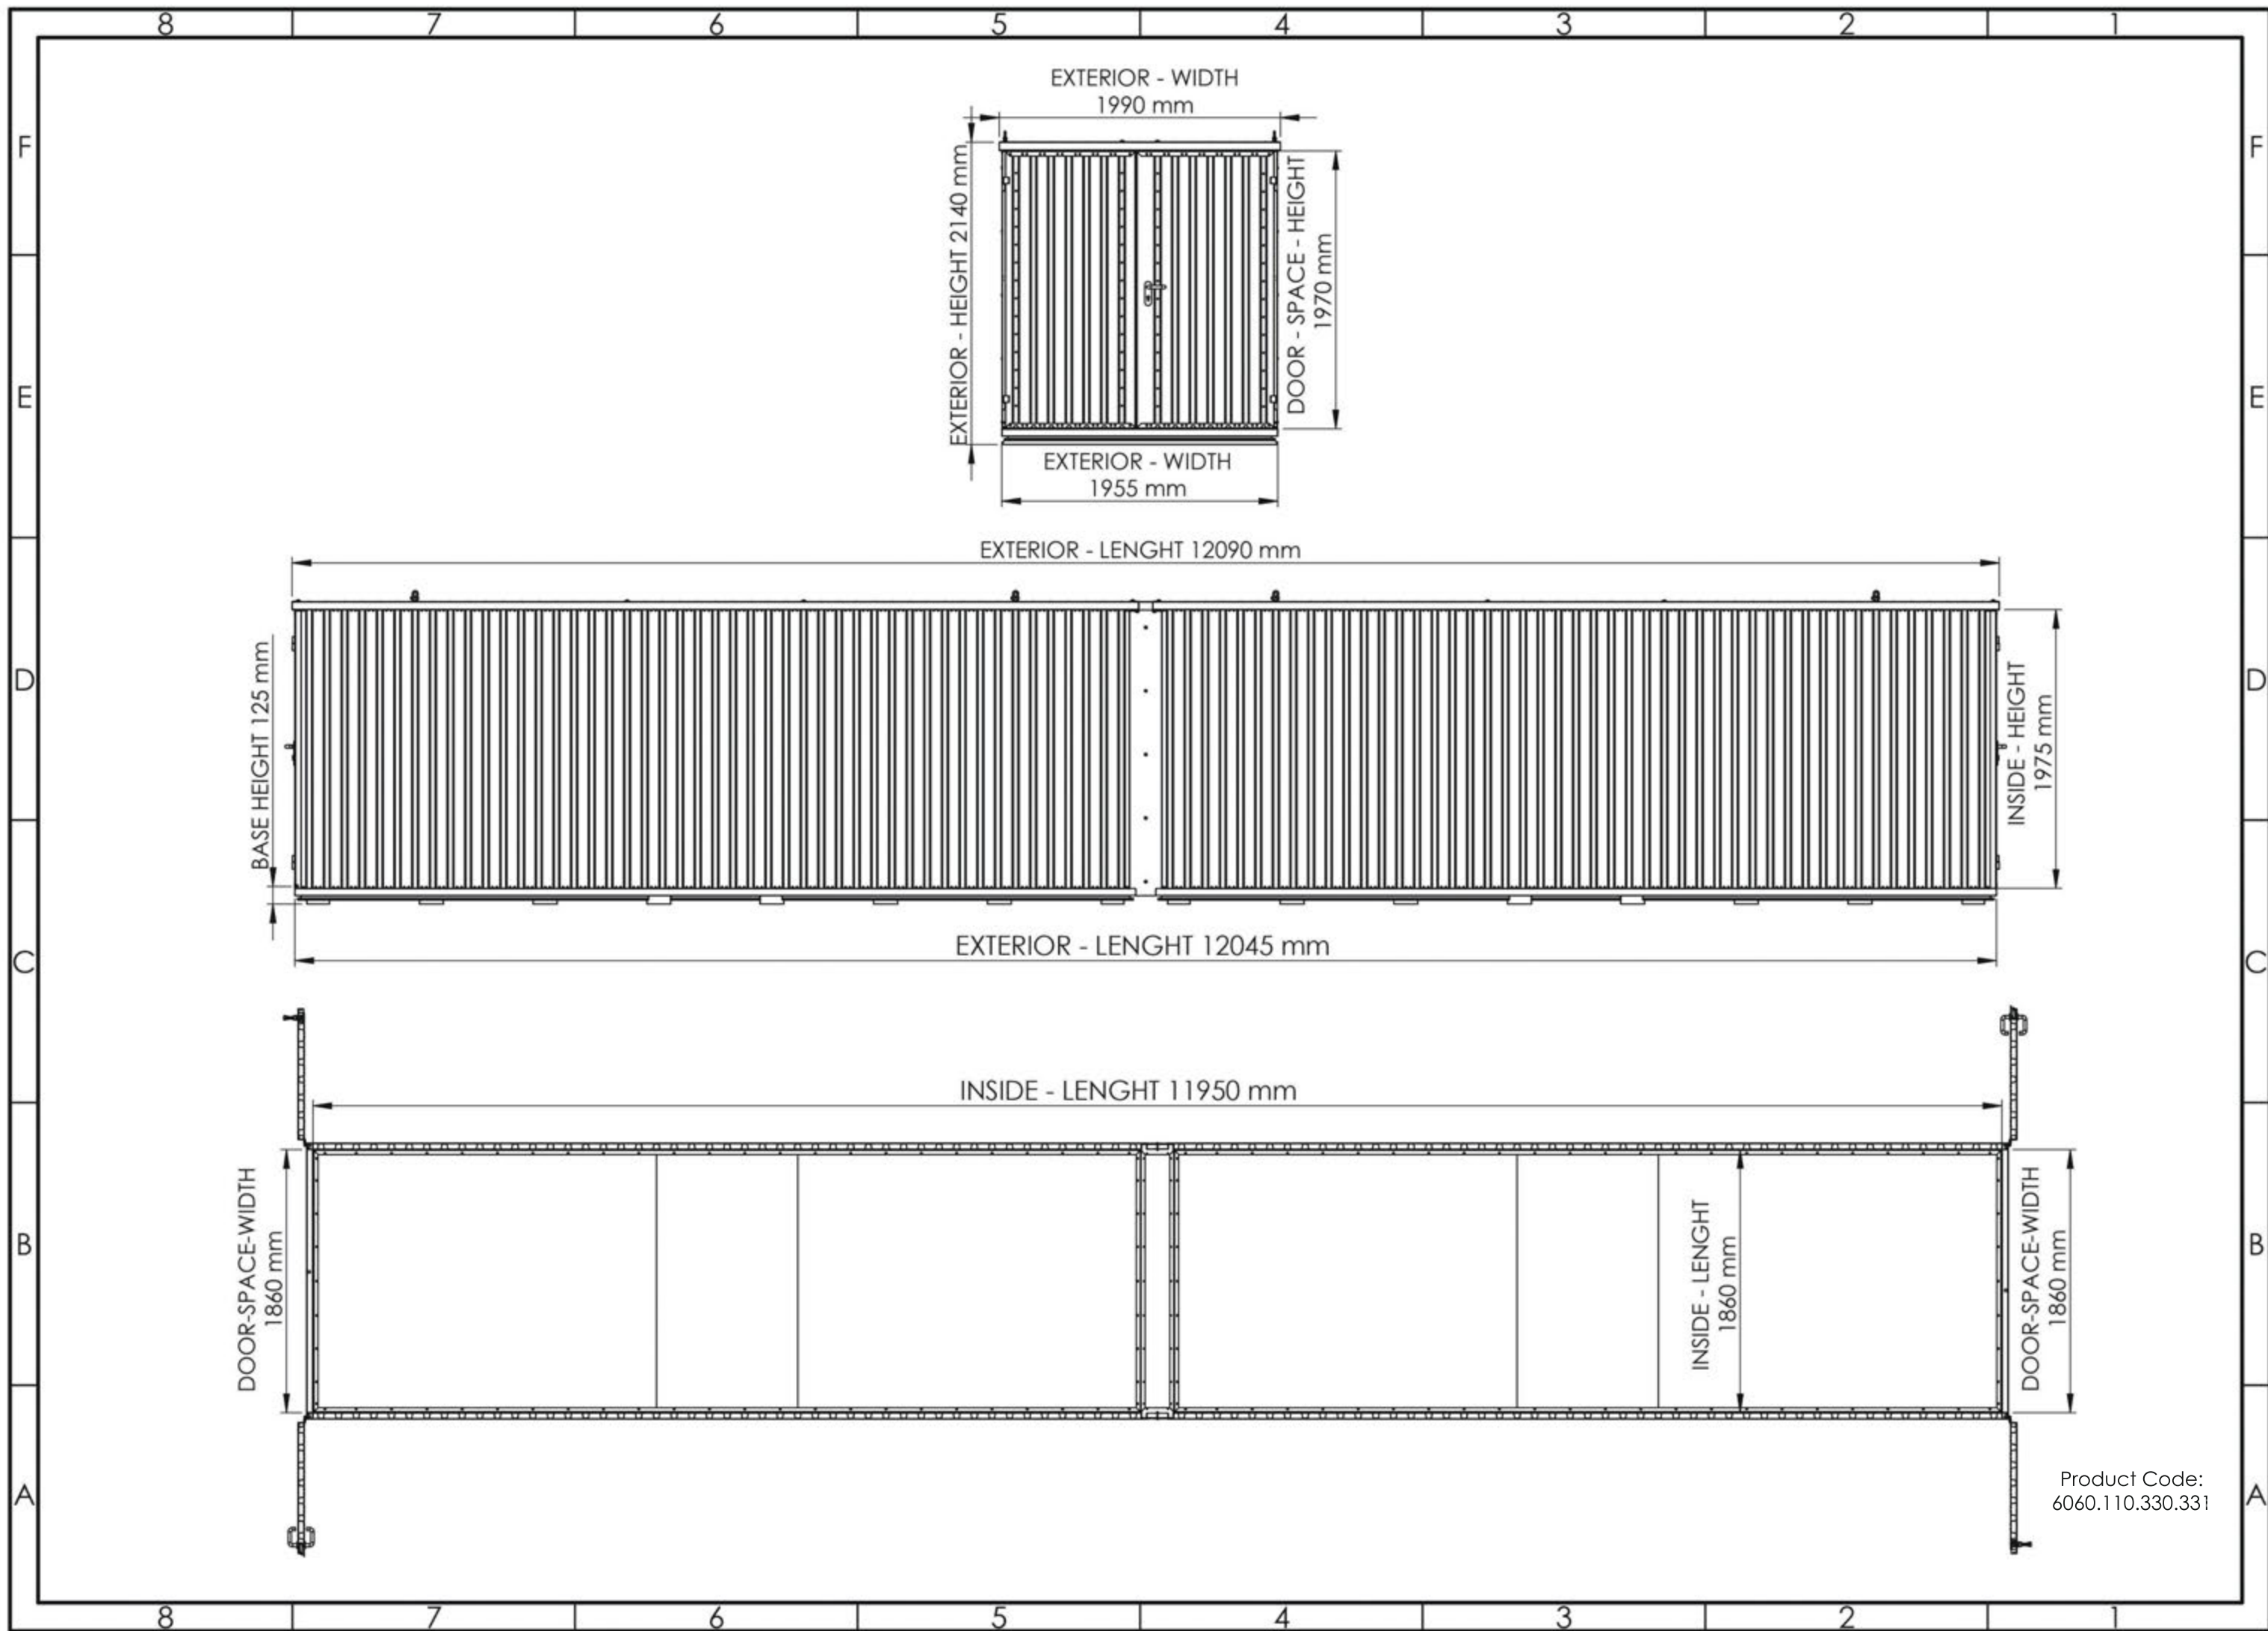 8 7 6 5 4 3 2 1
EXTERIOR - WIDTH
1990 mm
F
F
EXTERIOR - HEIGHT 2140 mm
DOOR - SPACE - HEIGHT
1970 mm
E
E
EXTERIOR - WIDTH
1955 mm
EXTERIOR - LENGHT 12090 mm
D
D
BASE HEIGHT 125 mm
INSIDE - HEIGHT
1975 mm
EXTERIOR - LENGHT 12045 mm
C
C
INSIDE - LENGHT 11950 mm
DOOR-SPACE-WIDTH
1860 mm
INSIDE - LENGHT
1860 mm
DOOR-SPACE-WIDTH
1860 mm
B
B
Product Code:
6060.110.330.331
A
A
8 7 6 5 4 3 2 1